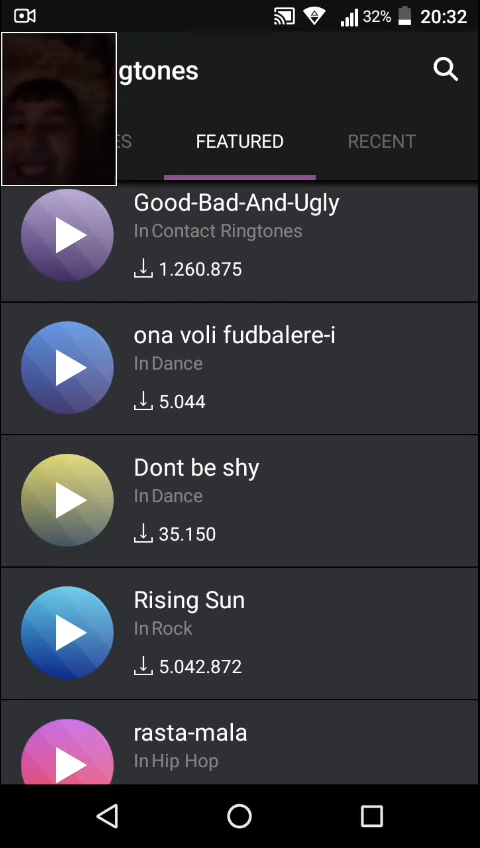 32% 20:32
gtones
ES FEATURED RECENT
Good-Bad-And-Ugly
In Contact Ringtones
1.260.875
ona voli fudbalere-i
In Dance
5.044
Dont be shy
In Dance
35.150
Rising Sun
In Rock
5.042.872
rasta-mala
In Hip Hop